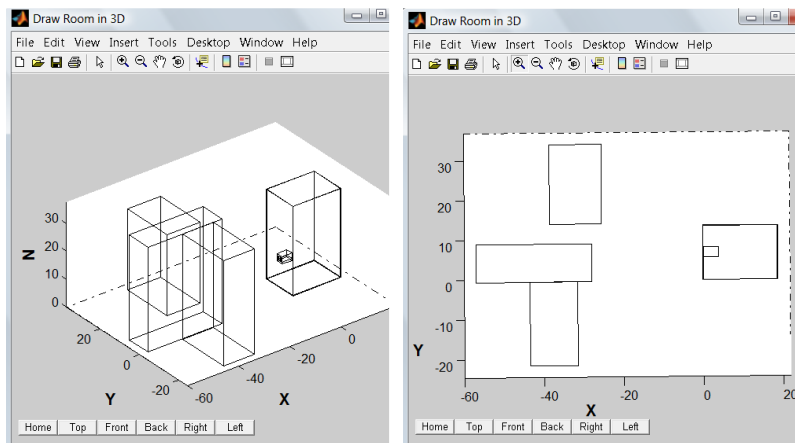 Draw Room in 3D
File Edit View Insert Tools Desktop Window Help
30
20
10
0
N
20
0
-20
Y
-60
-40
-20
0
X
Home Top Front Back Right Left
Draw Room in 3D
File Edit View Insert Tools Desktop Window Help
30
20
10
0
-10
-20
Y
-60
-40
-20
0
20
X
Home Top Front Back Right Left